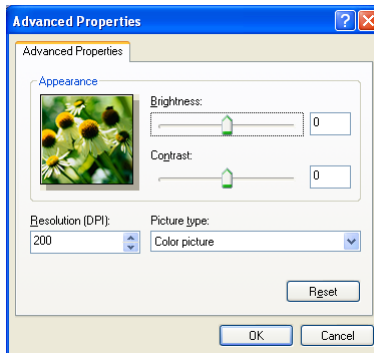 Advanced Properties
Advanced Properties
Appearance
Brightness:
0
Contrast:
0
Resolution (DPI):
200
Picture type:
Color picture
Reset
OK
Cancel